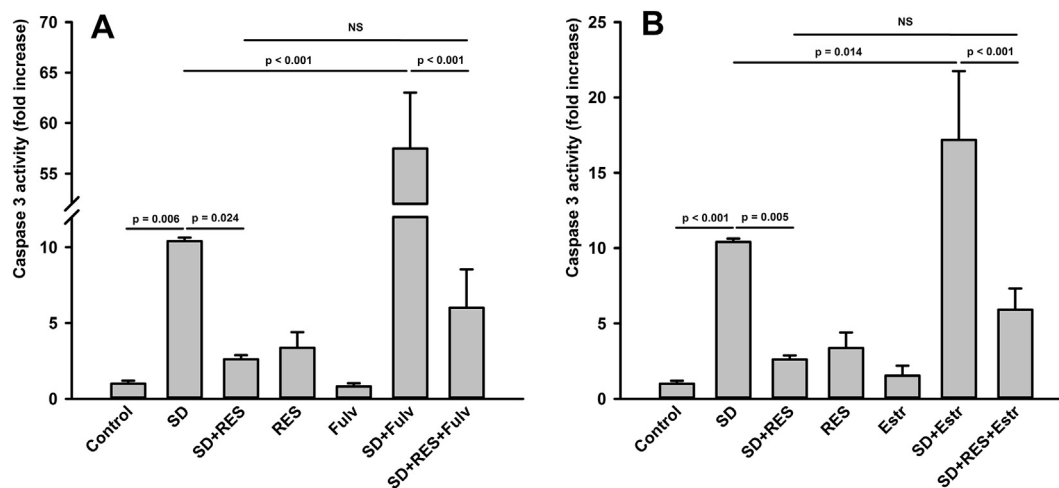 A
Caspase 3 activity (fold increase)
70
65
60
55
10
5
0
NS
p < 0.001
p < 0.001
p = 0.006
p = 0.024
Control
SD
SD+RES
RES
Fulv
SD+Fulv
SD+RES+Fulv
B
Caspase 3 activity (fold increase)
25
20
15
10
5
0
NS
p = 0.014
p < 0.001
p < 0.001
p = 0.005
Control
SD
SD+RES
RES
Estr
SD+Estr
SD+RES+Estr